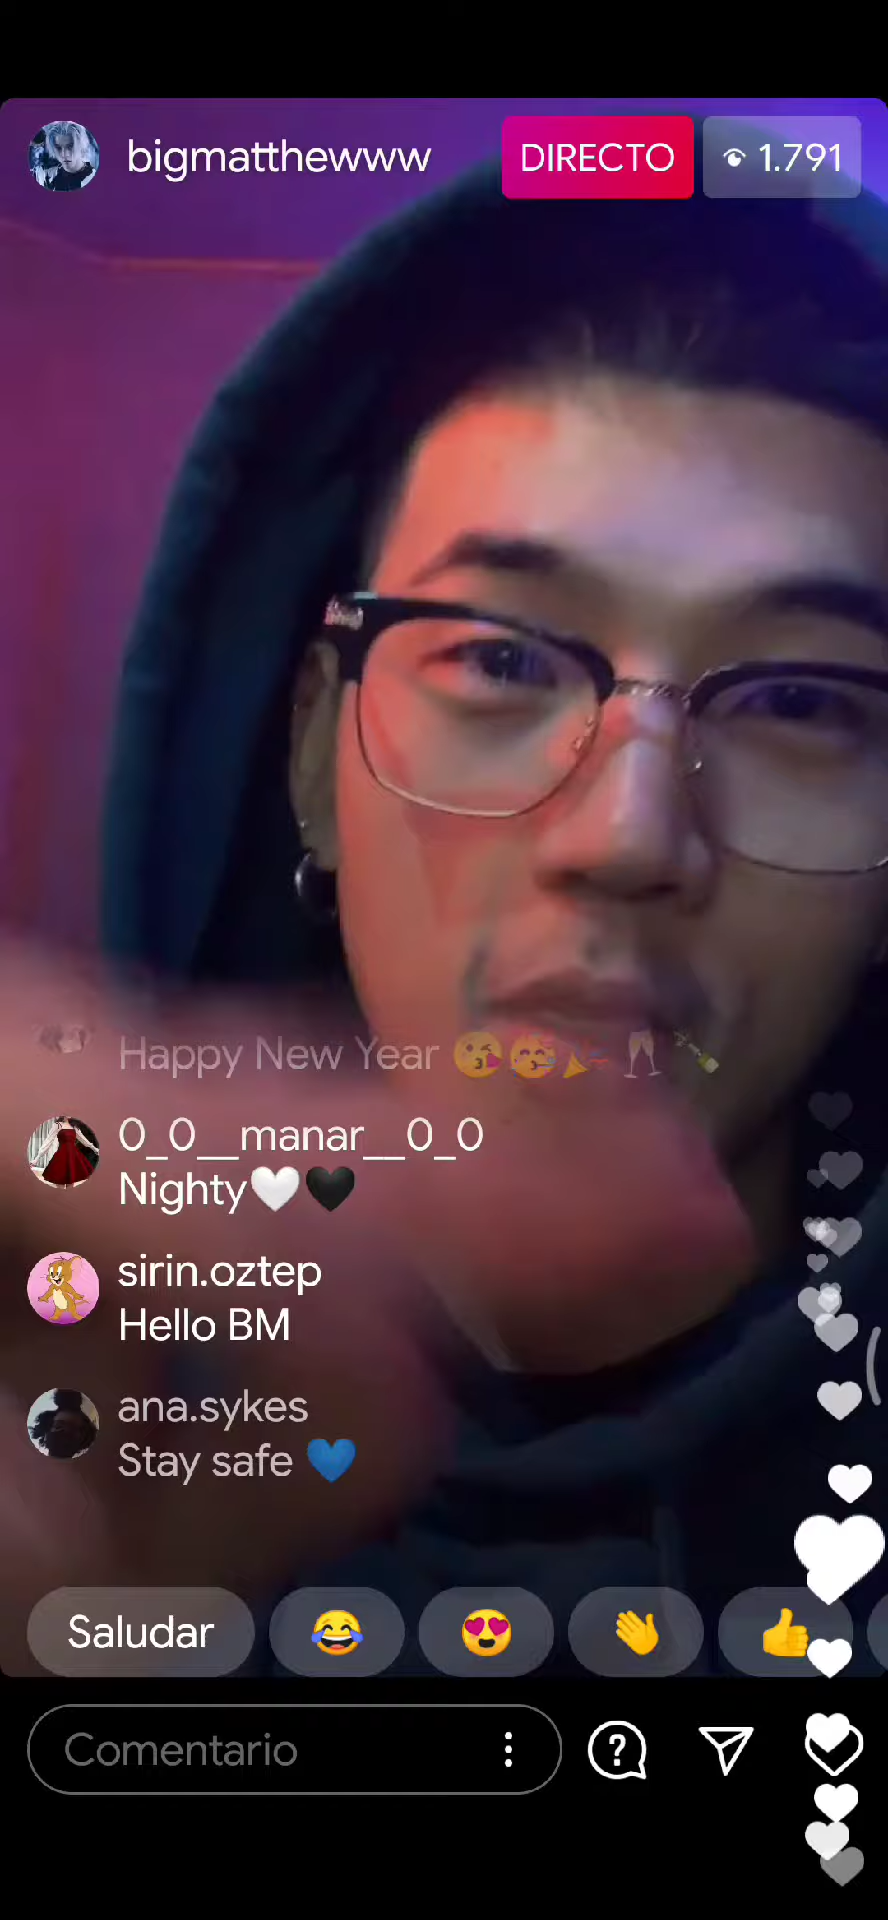 bigmatthewww
DIRECTO
1.791
Happy New Year 😘🥳🎉🥂🍾
0_0__manar__0_0
Nighty🤍🖤
sirin.oztep
Hello BM
ana.sykes
Stay safe 💙
Saludar 😂 😍 👏 👍
Comentario